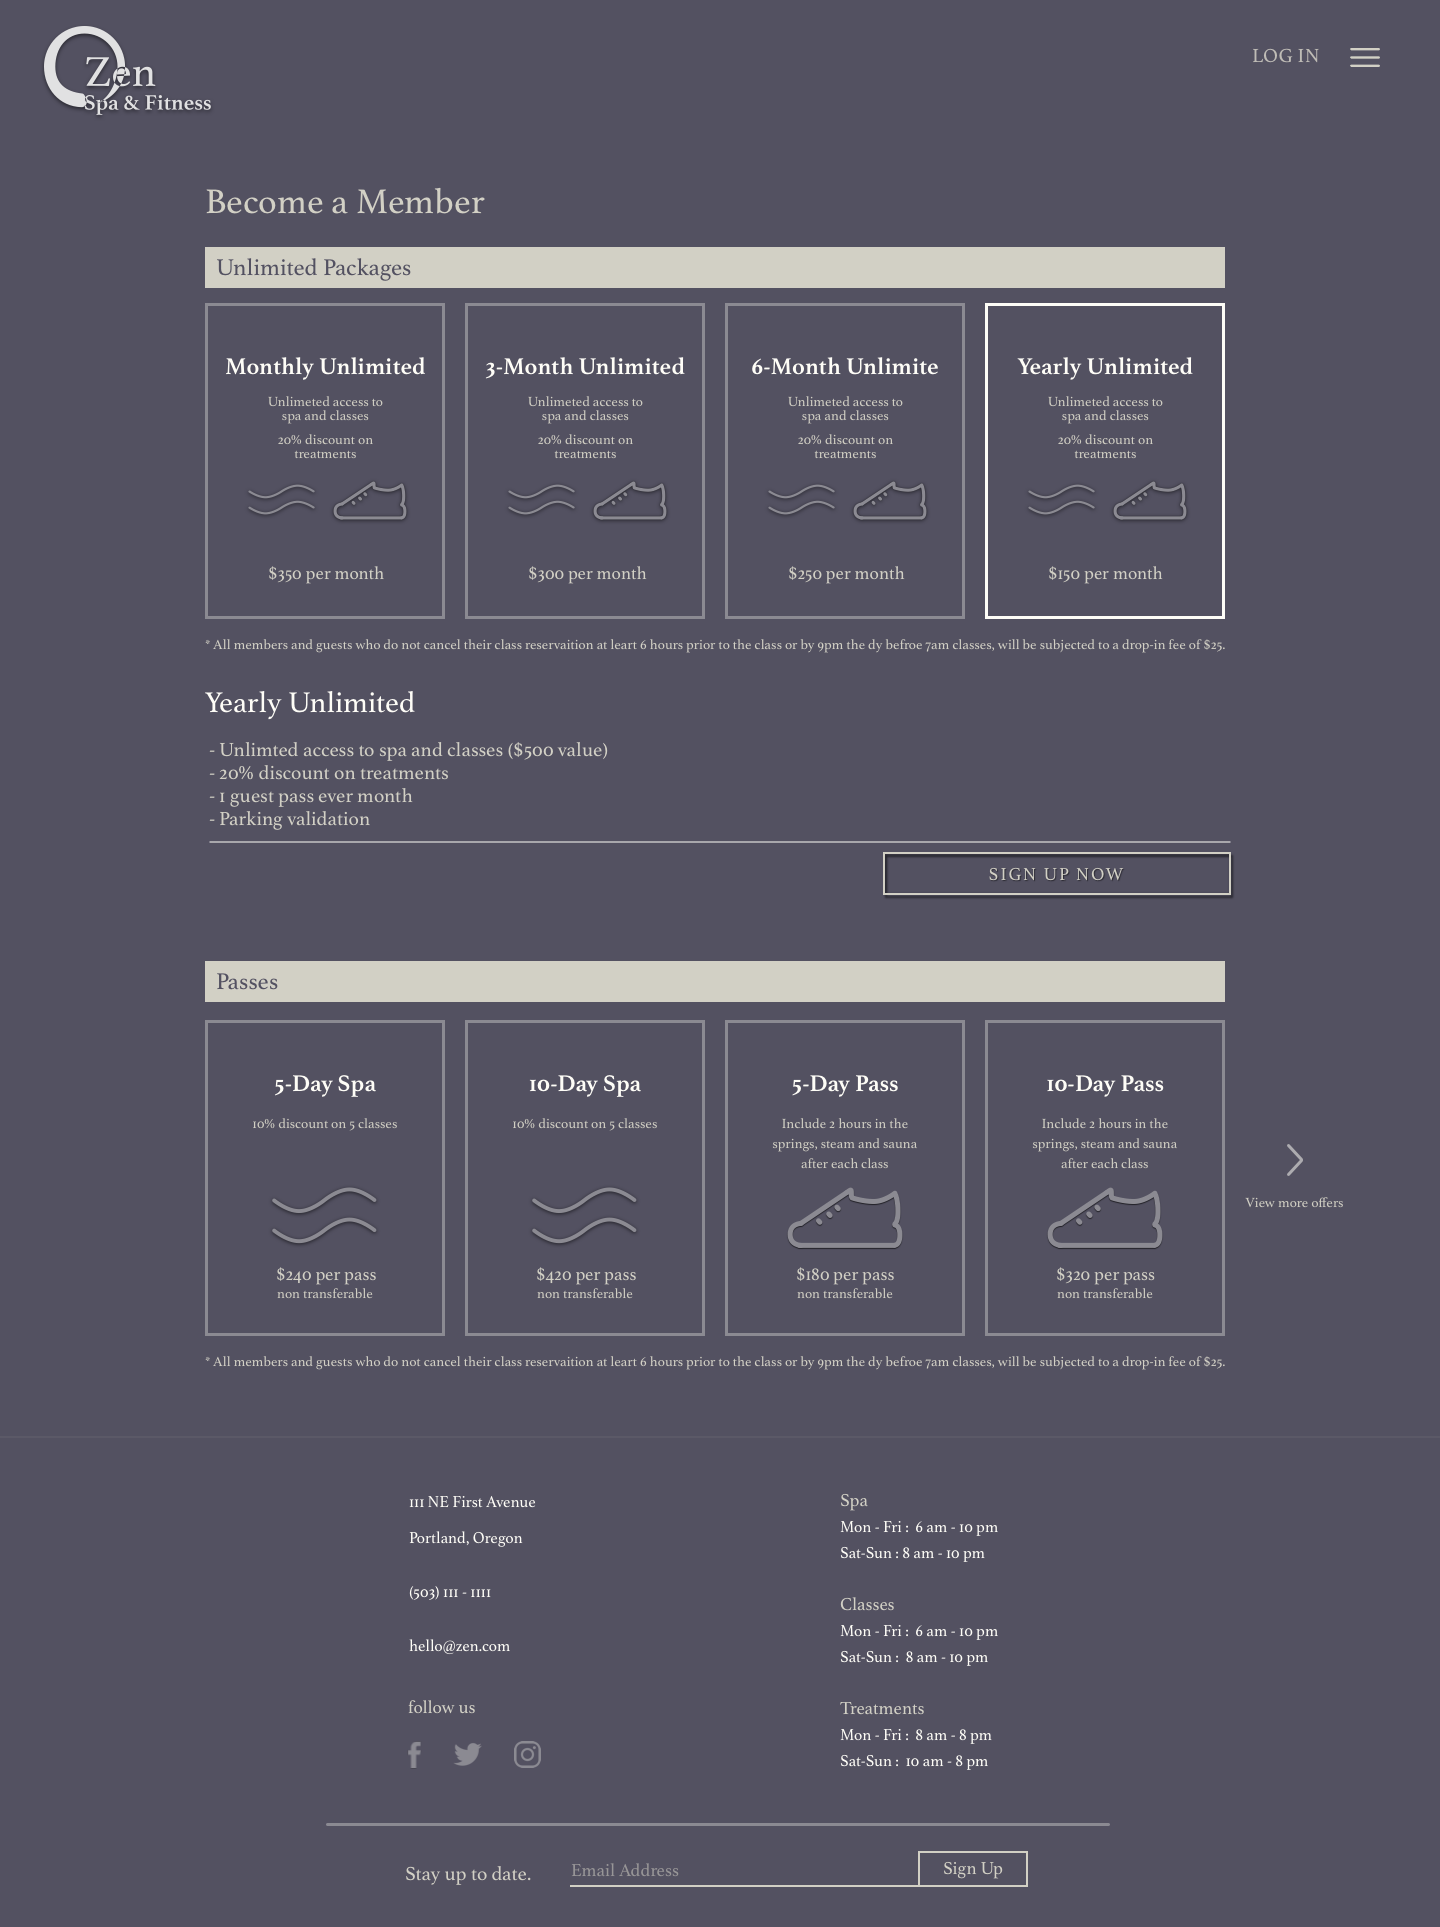 Zen
Spa & Fitness
LOG IN
Become a Member
Unlimited Packages
Monthly Unlimited
Unlimeted access to
spa and classes
20% discount on
treatments
$350 per month
3-Month Unlimited
Unlimeted access to
spa and classes
20% discount on
treatments
$300 per month
6-Month Unlimite
Unlimeted access to
spa and classes
20% discount on
treatments
$250 per month
Yearly Unlimited
Unlimeted access to
spa and classes
20% discount on
treatments
$150 per month
* All members and guests who do not cancel their class reservaition at leart 6 hours prior to the class or by 9pm the dy befroe 7am classes, will be subjected to a drop-in fee of $25.
Yearly Unlimited
- Unlimted access to spa and classes ($500 value)
- 20% discount on treatments
- 1 guest pass ever month
- Parking validation
SIGN UP NOW
Passes
5-Day Spa
10% discount on 5 classes
$240 per pass
non transferable
10-Day Spa
10% discount on 5 classes
$420 per pass
non transferable
5-Day Pass
Include 2 hours in the
springs, steam and sauna
after each class
$180 per pass
non transferable
10-Day Pass
Include 2 hours in the
springs, steam and sauna
after each class
$320 per pass
non transferable
View more offers
* All members and guests who do not cancel their class reservaition at leart 6 hours prior to the class or by 9pm the dy befroe 7am classes, will be subjected to a drop-in fee of $25.
111 NE First Avenue
Portland, Oregon
(503) 111 - 1111
hello@zen.com
follow us
Spa
Mon - Fri : 6 am - 10 pm
Sat-Sun : 8 am - 10 pm
Classes
Mon - Fri : 6 am - 10 pm
Sat-Sun : 8 am - 10 pm
Treatments
Mon - Fri : 8 am - 8 pm
Sat-Sun : 10 am - 8 pm
Stay up to date.
Email Address
Sign Up